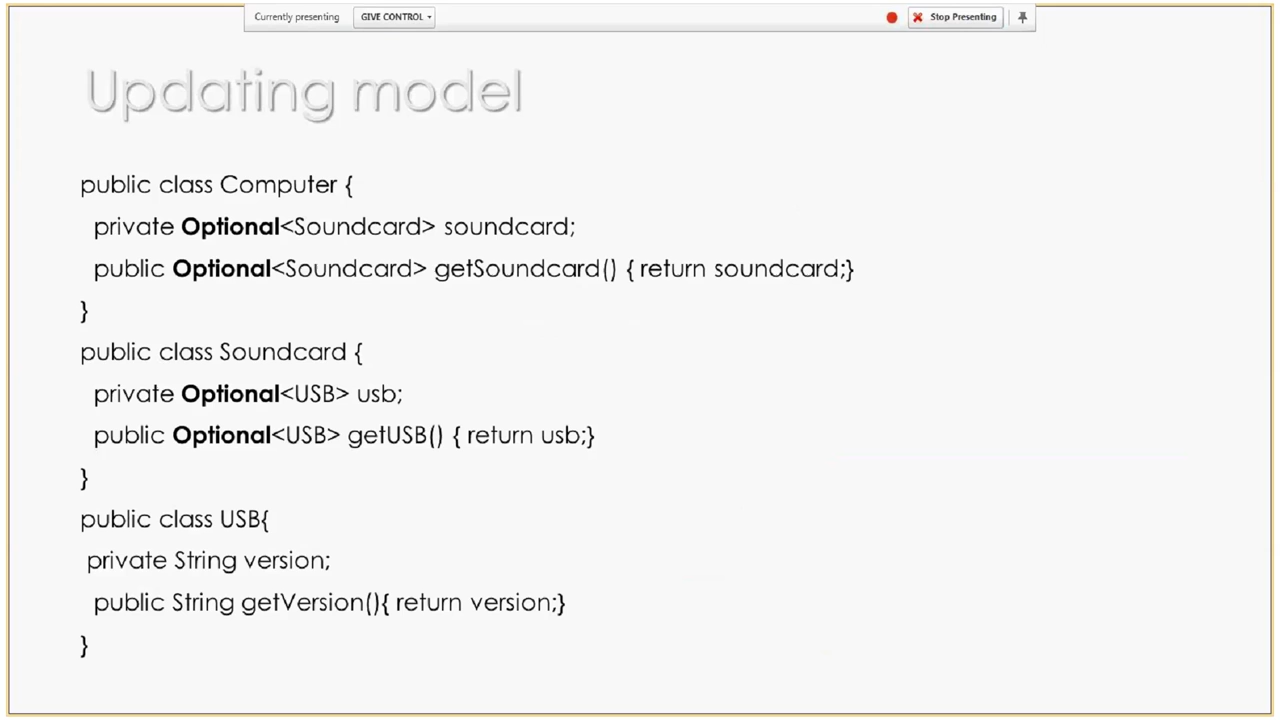 Currently presenting GIVE CONTROL Stop Presenting
Updating model
public class Computer {
private Optional<Soundcard> soundcard;
public Optional<Soundcard> getSoundcard() { return soundcard;}
}
public class Soundcard {
private Optional<USB> usb;
public Optional<USB> getUSB() { return usb;}
}
public class USB{
private String version;
public String getVersion(){ return version;}
}